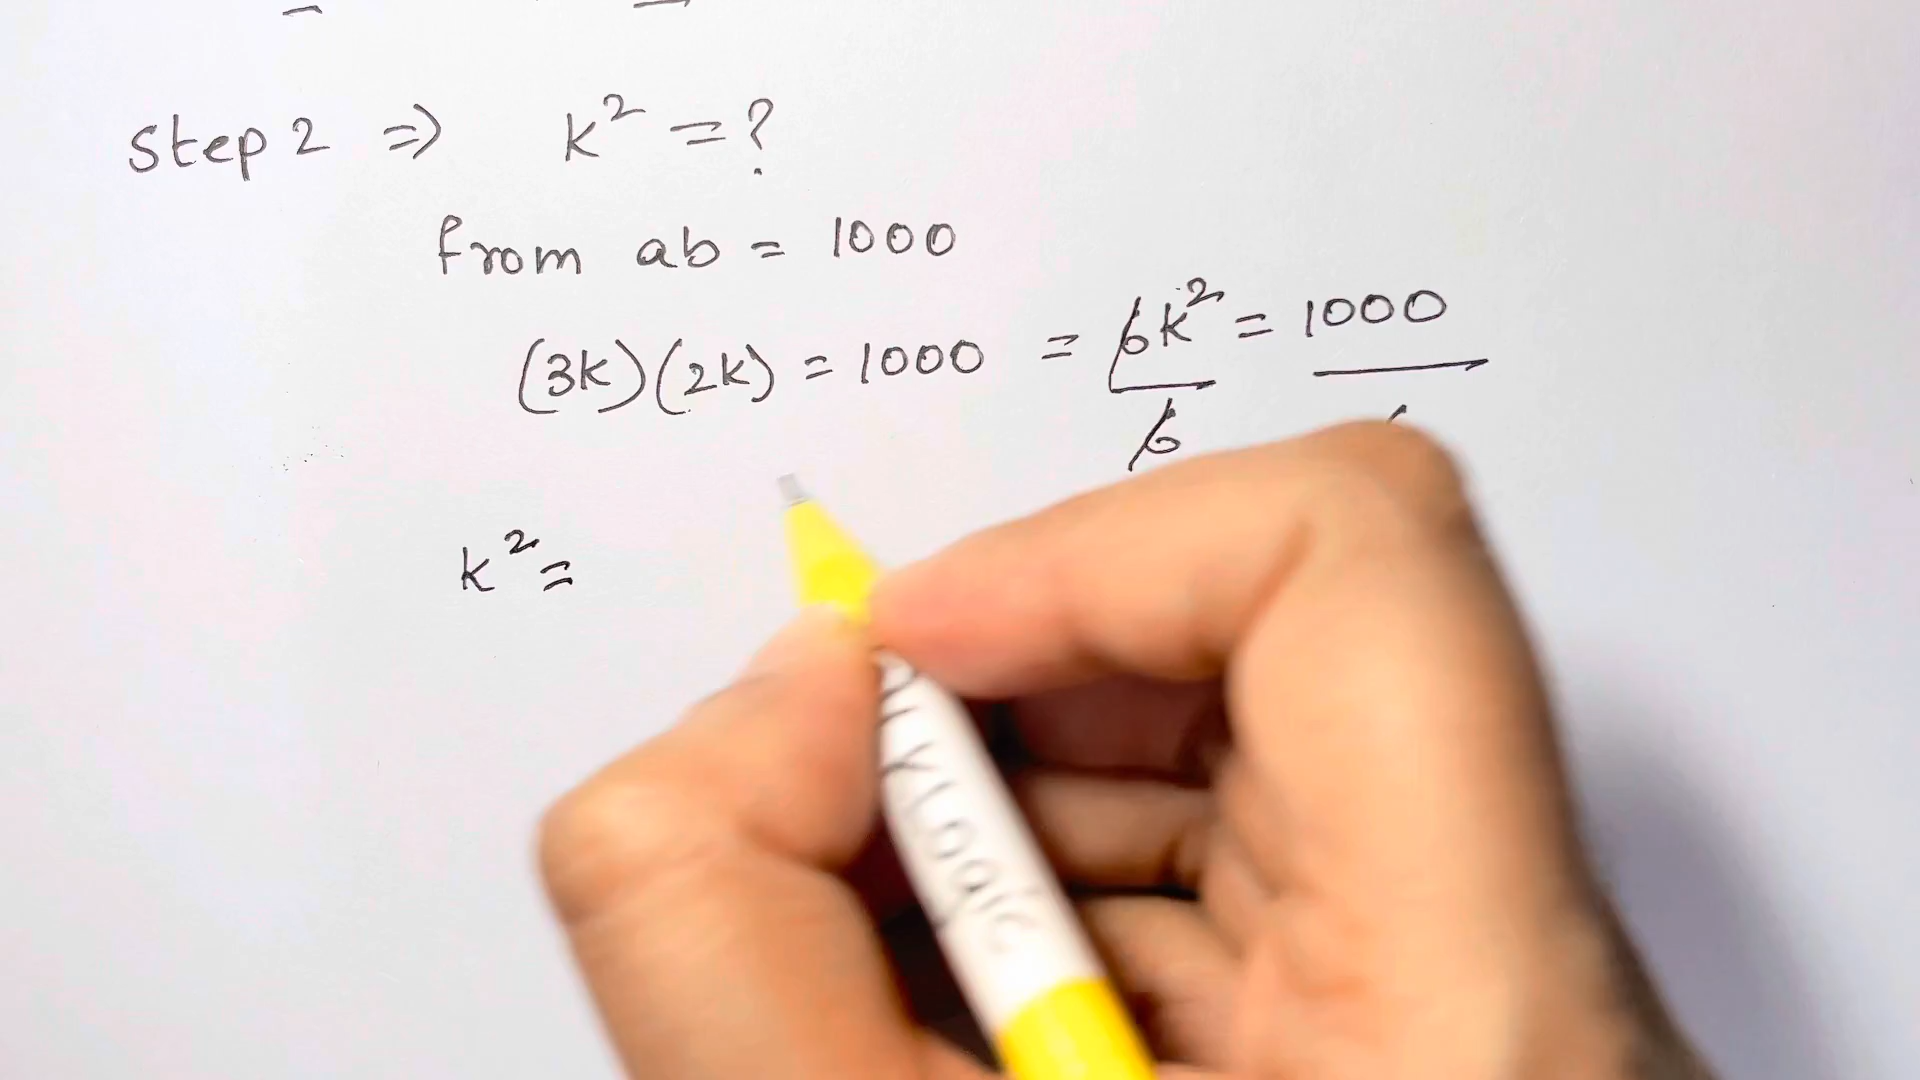 step 2 => k² = ?
from ab = 1000
(3k)(2k) = 1000 = 6k² = 1000
6
k² =